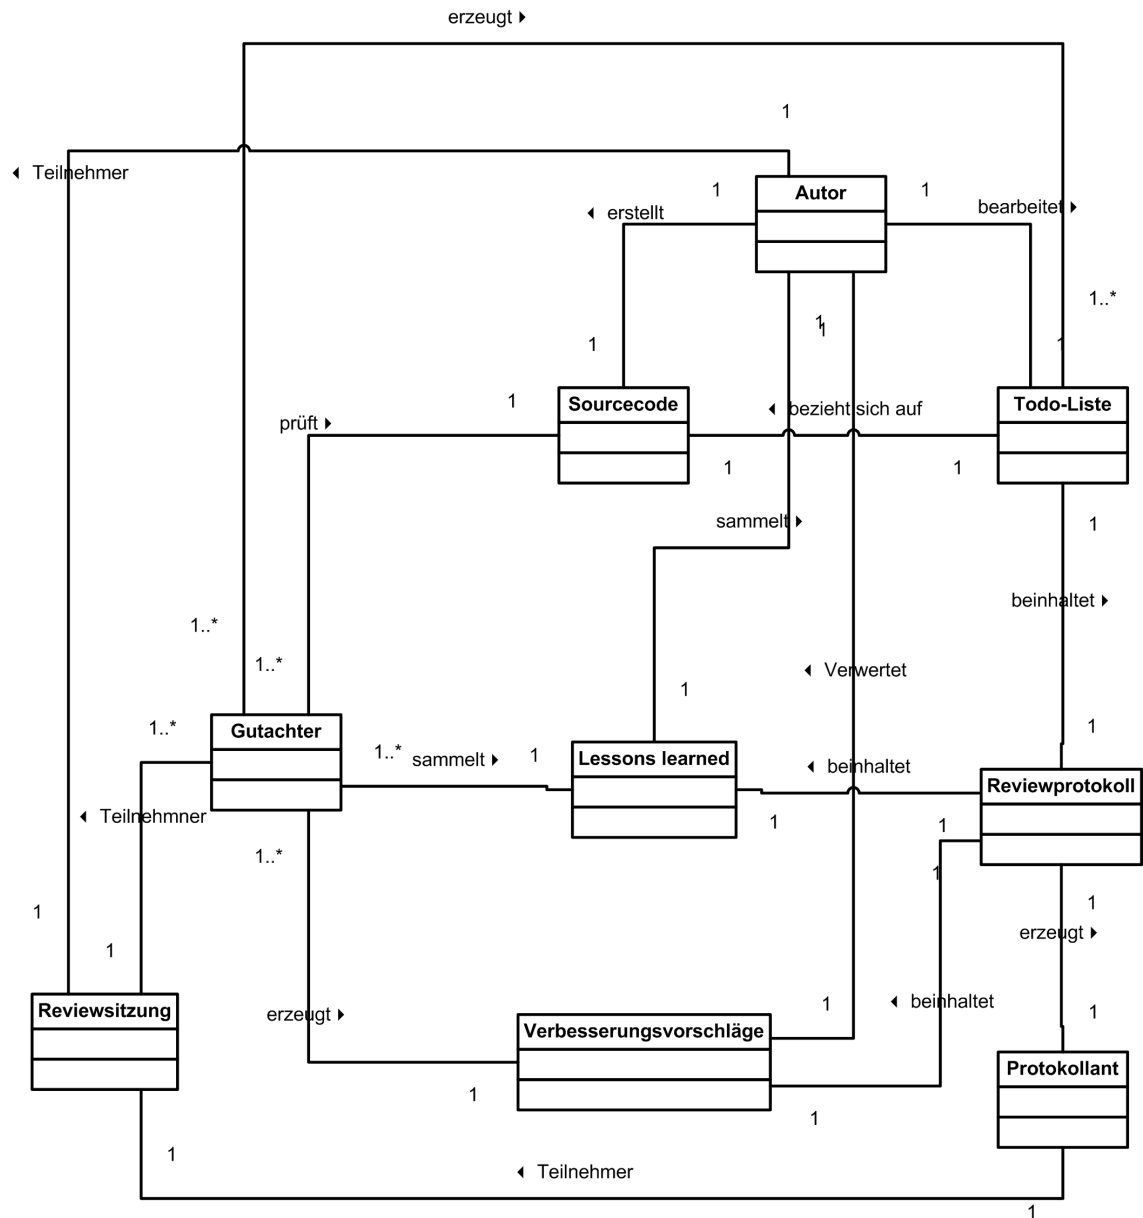 erzeugt
1
Teilnehmer
1
Autor
1
erstellt
bearbeitet
1..*
1
1
1
1
1
Sourcecode
Todo-Liste
prüft
bezieht sich auf
1
1
1
sammelt
1
beinhaltet
1..*
1..*
Verwertet
1
1
1..*
Gutachter
1..*
sammelt
1
Lessons learned
beinhaltet
Reviewprotokoll
Teilnehmner
1
1
1..*
1
1
1
1
erzeugt
Reviewsitzung
erzeugt
1
beinhaltet
1
Verbesserungsvorschläge
Protokollant
1
1
1
Teilnehmer
1